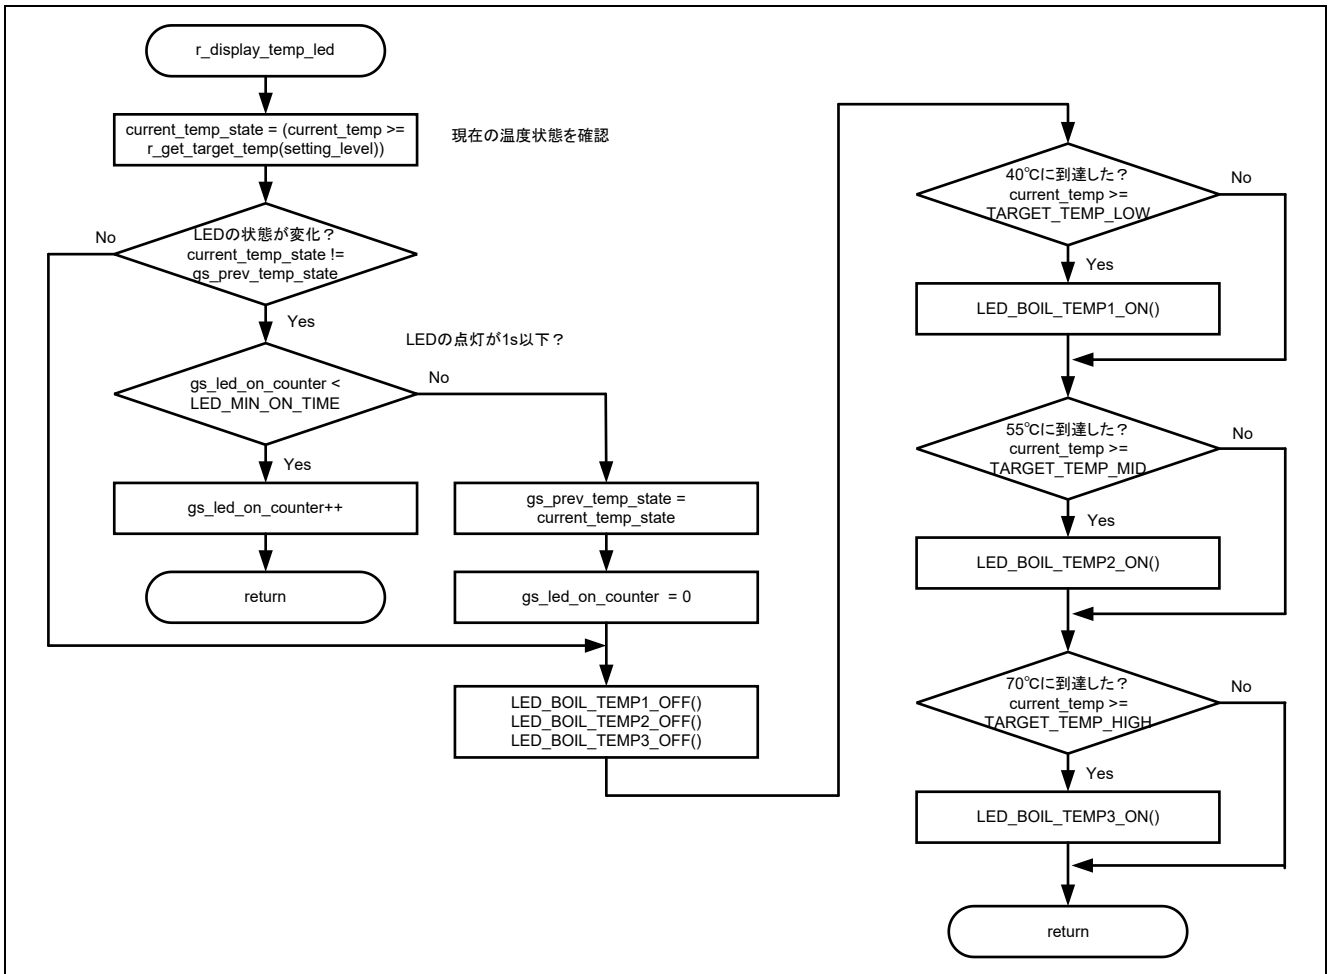 r_display_temp_led
current_temp_state = (current_temp >=
r_get_target_temp(setting_level))
現在の温度状態を確認
LEDの状態が変化？
current_temp_state !=
gs_prev_temp_state
No
Yes
LEDの点灯が1s以下？
gs_led_on_counter <
LED_MIN_ON_TIME
No
Yes
gs_led_on_counter++
return
gs_prev_temp_state =
current_temp_state
gs_led_on_counter = 0
LED_BOIL_TEMP1_OFF()
LED_BOIL_TEMP2_OFF()
LED_BOIL_TEMP3_OFF()
40℃に到達した？
current_temp >=
TARGET_TEMP_LOW
No
Yes
LED_BOIL_TEMP1_ON()
55℃に到達した？
current_temp >=
TARGET_TEMP_MID
No
Yes
LED_BOIL_TEMP2_ON()
70℃に到達した？
current_temp >=
TARGET_TEMP_HIGH
No
Yes
LED_BOIL_TEMP3_ON()
return